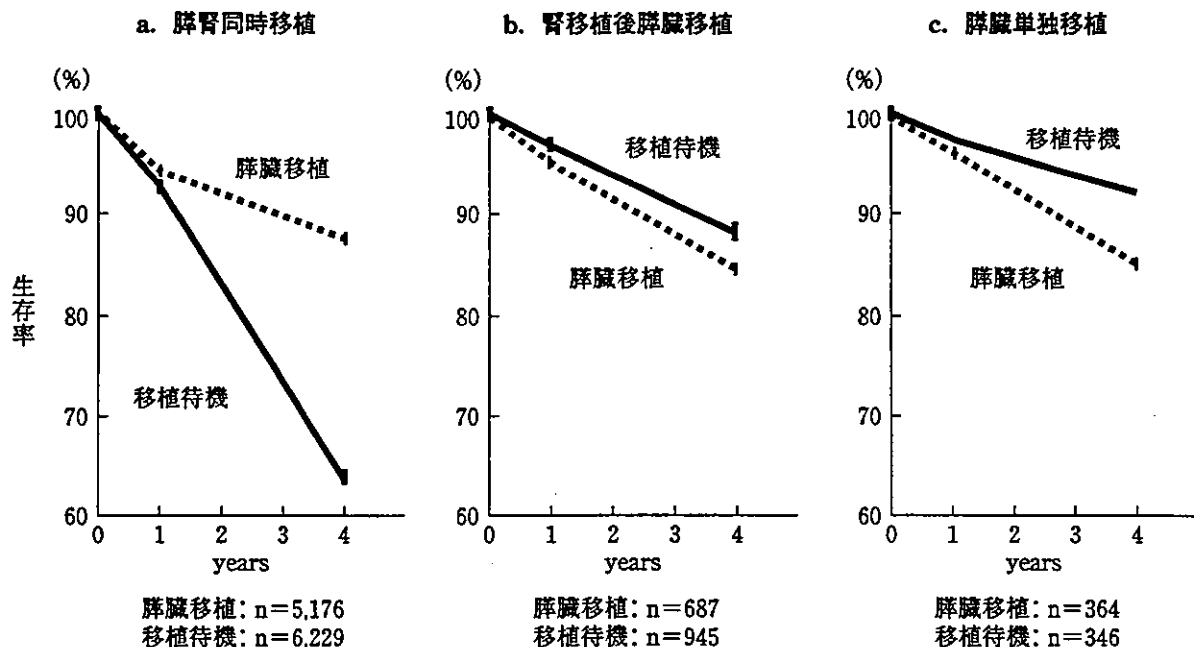 a. 膵腎同時移植
(%)
100
90
80
70
60
生存率
膵臓移植
移植待機
0 1 2 3 4
years
膵臓移植：n＝5,176
移植待機：n＝6,229
b. 腎移植後膵臓移植
(%)
100
90
80
70
60
移植待機
膵臓移植
0 1 2 3 4
years
膵臓移植：n＝687
移植待機：n＝945
c. 膵臓単独移植
(%)
100
90
80
70
60
移植待機
膵臓移植
0 1 2 3 4
years
膵臓移植：n＝364
移植待機：n＝346